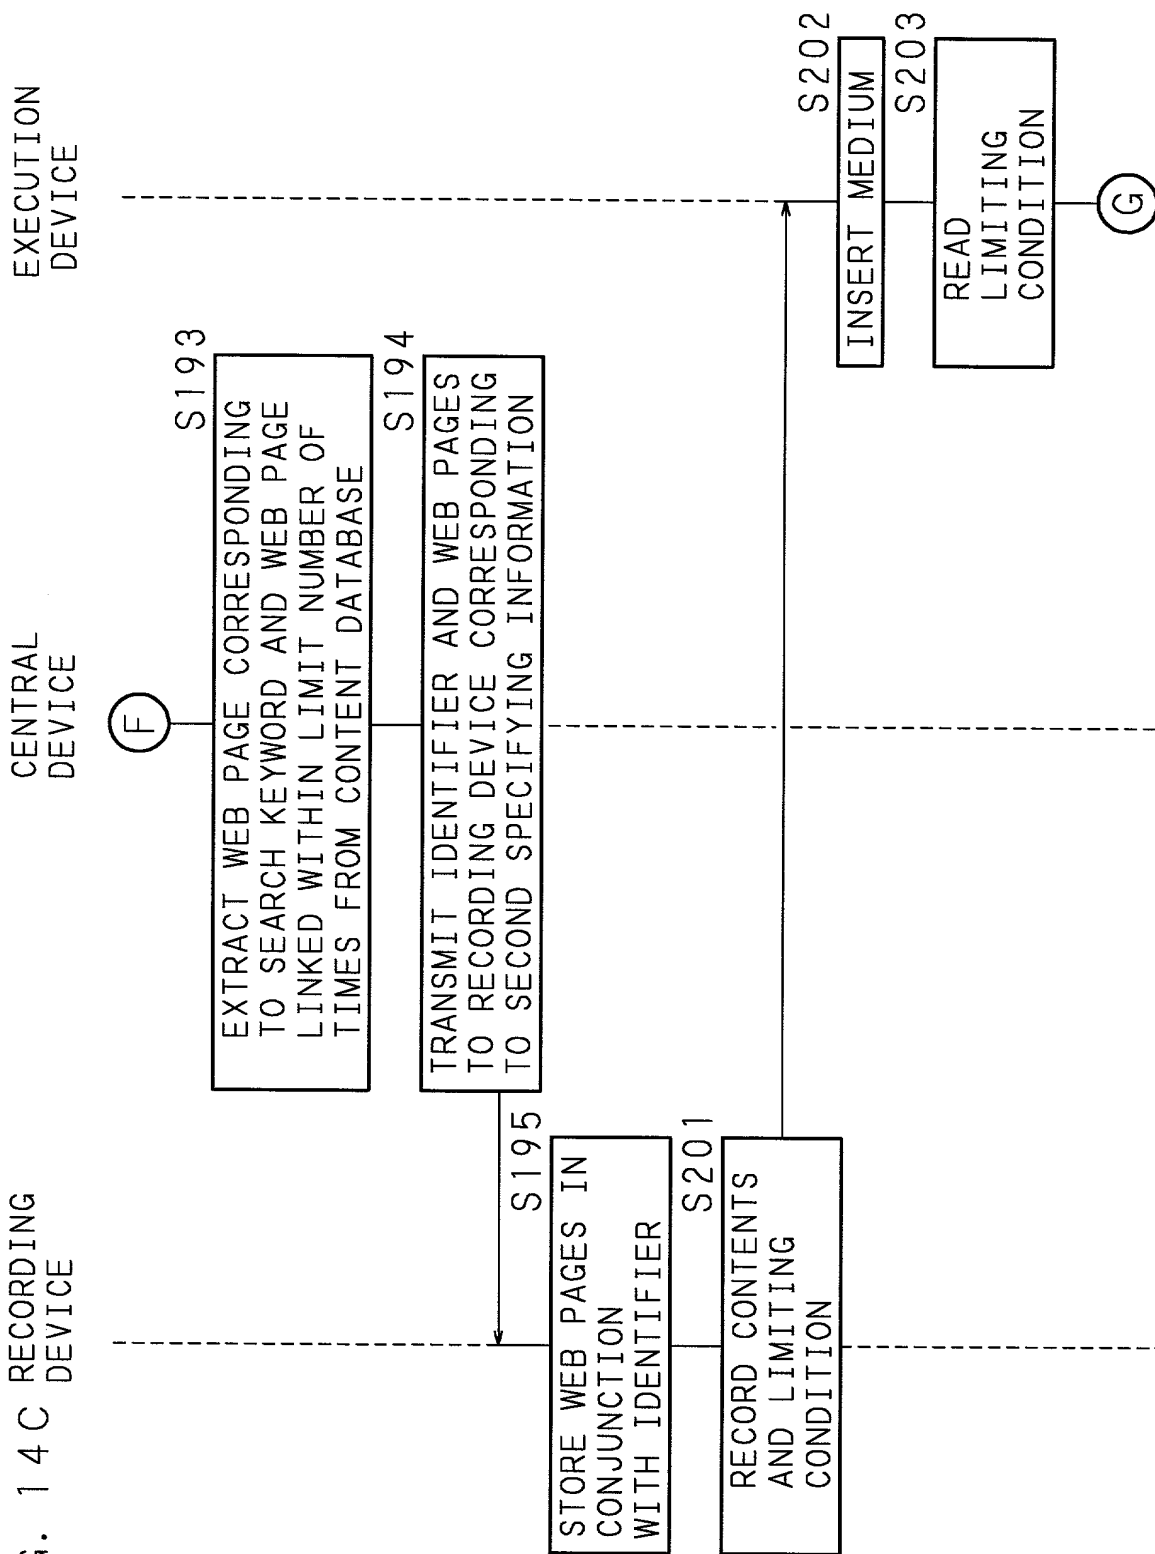 G. 14C
RECORDING
DEVICE
CENTRAL
DEVICE
EXECUTION
DEVICE
F
S193
EXTRACT WEB PAGE CORRESPONDING
TO SEARCH KEYWORD AND WEB PAGE
LINKED WITHIN LIMIT NUMBER OF
TIMES FROM CONTENT DATABASE
S194
TRANSMIT IDENTIFIER AND WEB PAGES
TO RECORDING DEVICE CORRESPONDING
TO SECOND SPECIFYING INFORMATION
S195
STORE WEB PAGES IN
CONJUNCTION
WITH IDENTIFIER
S201
RECORD CONTENTS
AND LIMITING
CONDITION
S202
INSERT MEDIUM
S203
READ
LIMITING
CONDITION
G